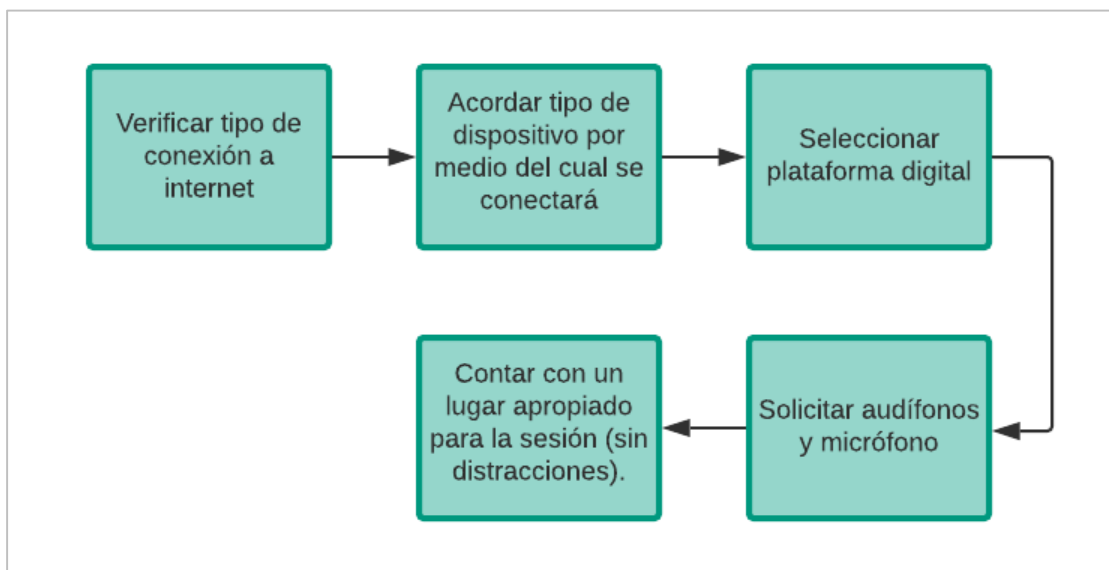 Verificar tipo de
conexión a
internet
Acordar tipo de
dispositivo por
medio del cual se
conectará
Seleccionar
plataforma digital
Solicitar audífonos
y micrófono
Contar con un
lugar apropiado
para la sesión (sin
distracciones).